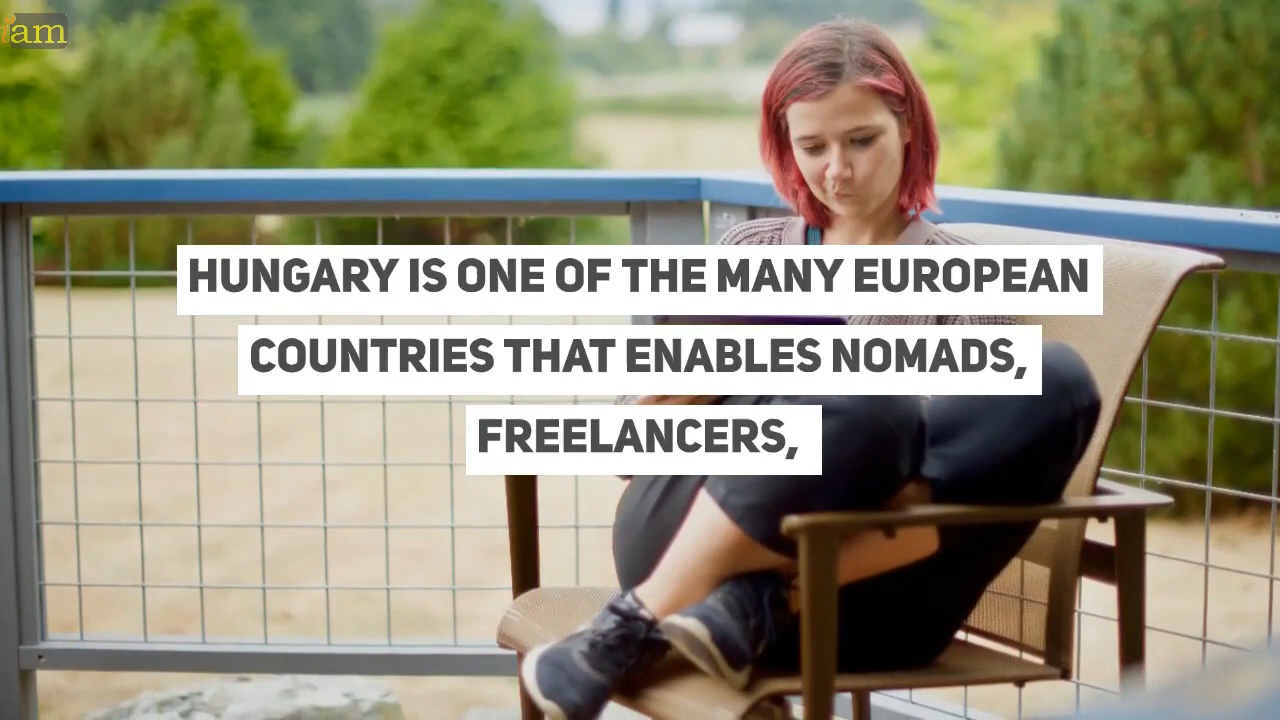 iam
HUNGARY IS ONE OF THE MANY EUROPEAN
COUNTRIES THAT ENABLES NOMADS,
FREELANCERS,